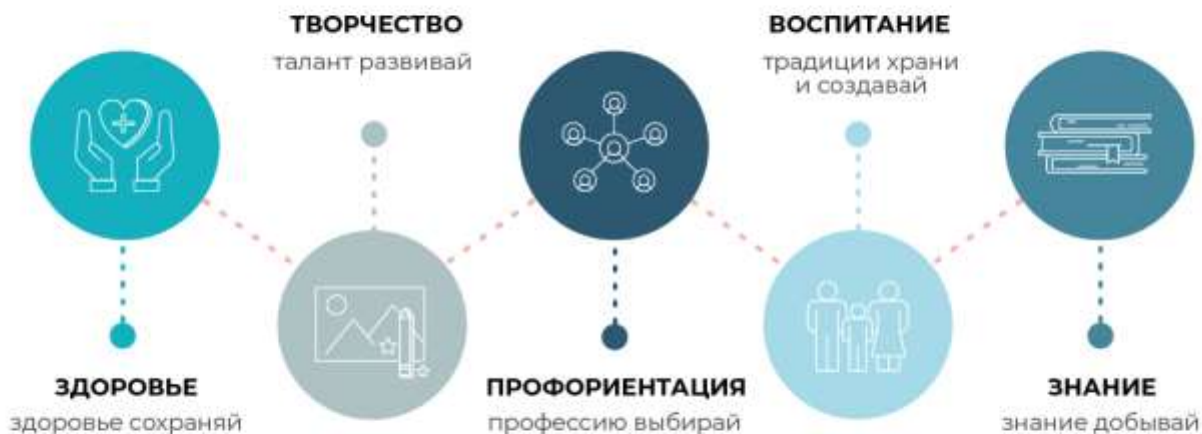 ТВОРЧЕСТВО
талант развивай
ВОСПИТАНИЕ
традиции храни
и создавай
ЗДОРОВЬЕ
здоровье сохраняй
ПРОФОРИЕНТАЦИЯ
профессию выбирай
ЗНАНИЕ
знание добывай